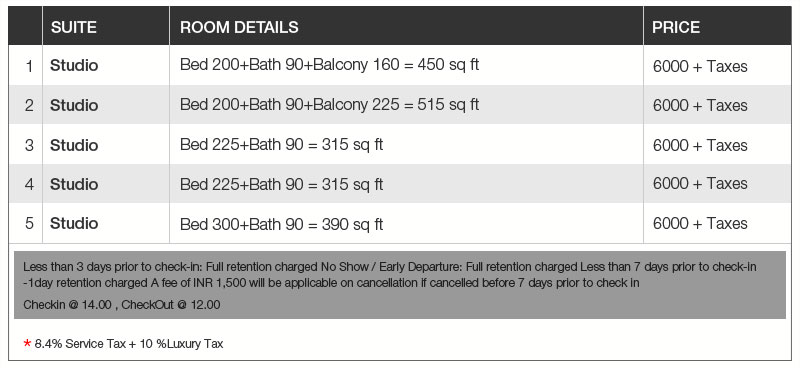 SUITE ROOM DETAILS PRICE
1 Studio Bed 200+Bath 90+Balcony 160 = 450 sq ft 6000 + Taxes
2 Studio Bed 200+Bath 90+Balcony 225 = 515 sq ft 6000 + Taxes
3 Studio Bed 225+Bath 90 = 315 sq ft 6000 + Taxes
4 Studio Bed 225+Bath 90 = 315 sq ft 6000 + Taxes
5 Studio Bed 300+Bath 90 = 390 sq ft 6000 + Taxes
Less than 3 days prior to check-in: Full retention charged No Show / Early Departure: Full retention charged Less than 7 days prior to check-in
-1day retention charged A fee of INR 1,500 will be applicable on cancellation if cancelled before 7 days prior to check in
Checkin @ 14.00 , CheckOut @ 12.00
* 8.4% Service Tax + 10 %Luxury Tax